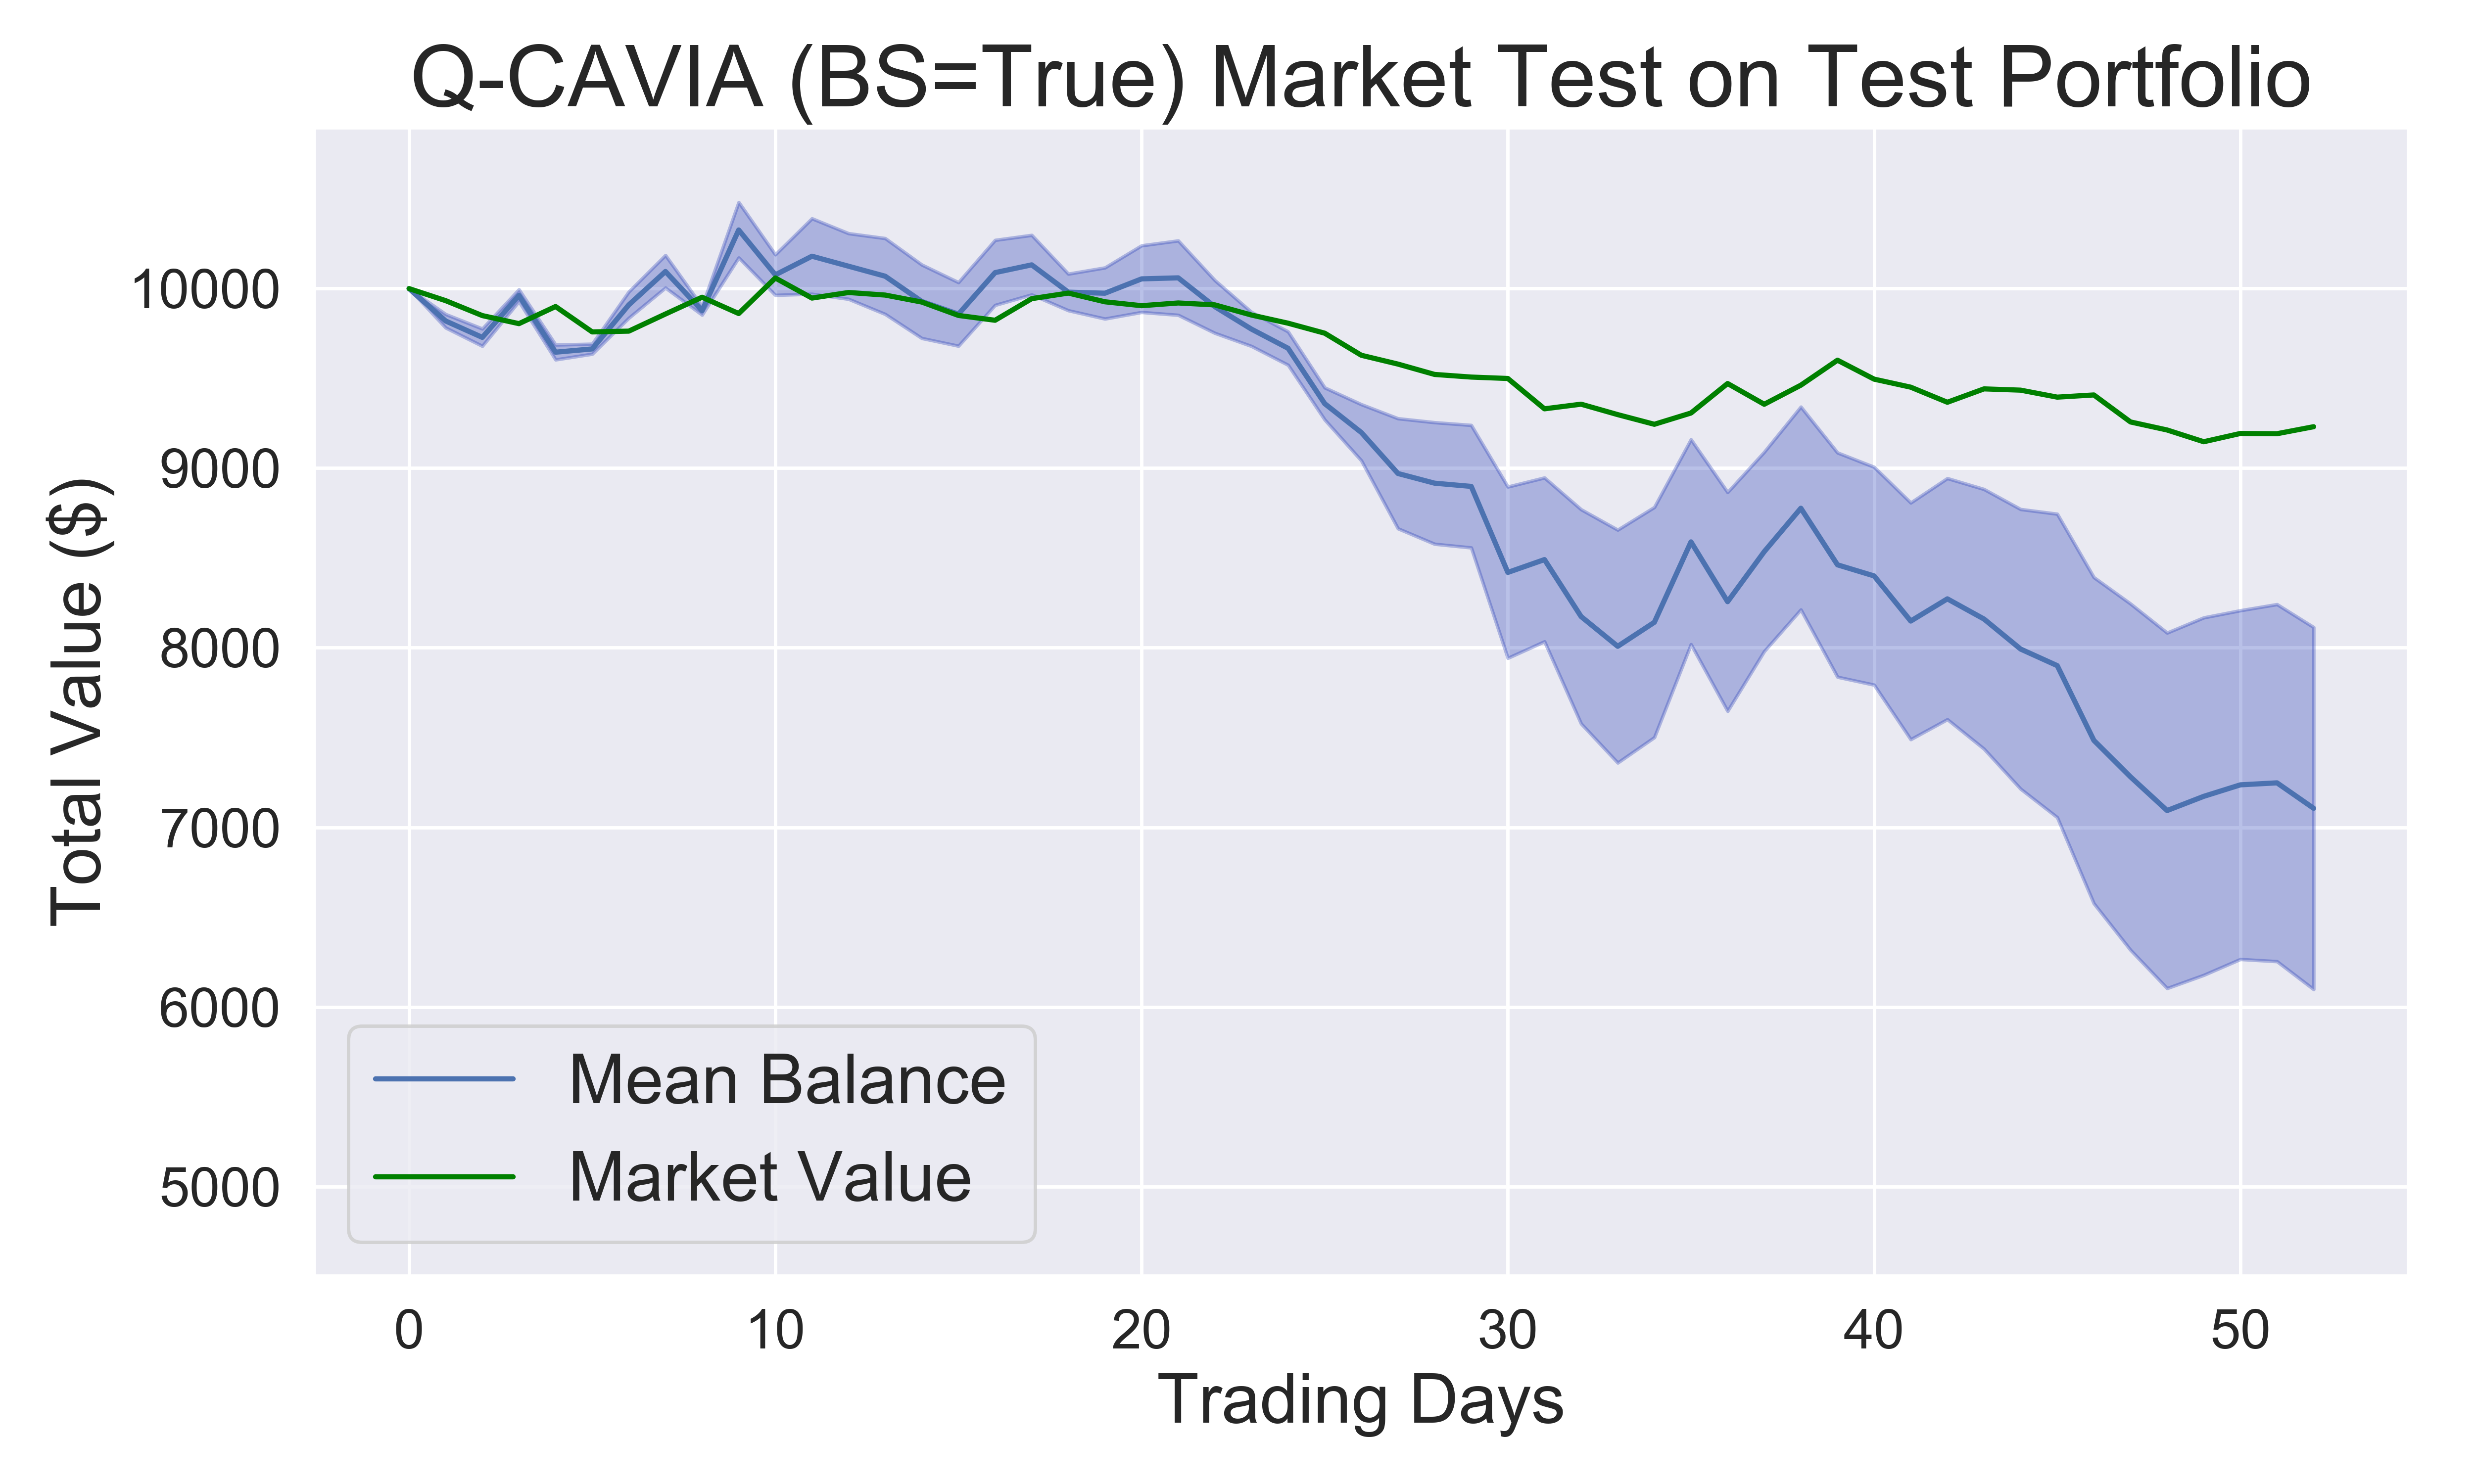 Q-CAVIA (BS=True) Market Test on Test Portfolio
Total Value ($)
10000
9000
8000
7000
6000
5000
Mean Balance
Market Value
0 10 20 30 40 50
Trading Days